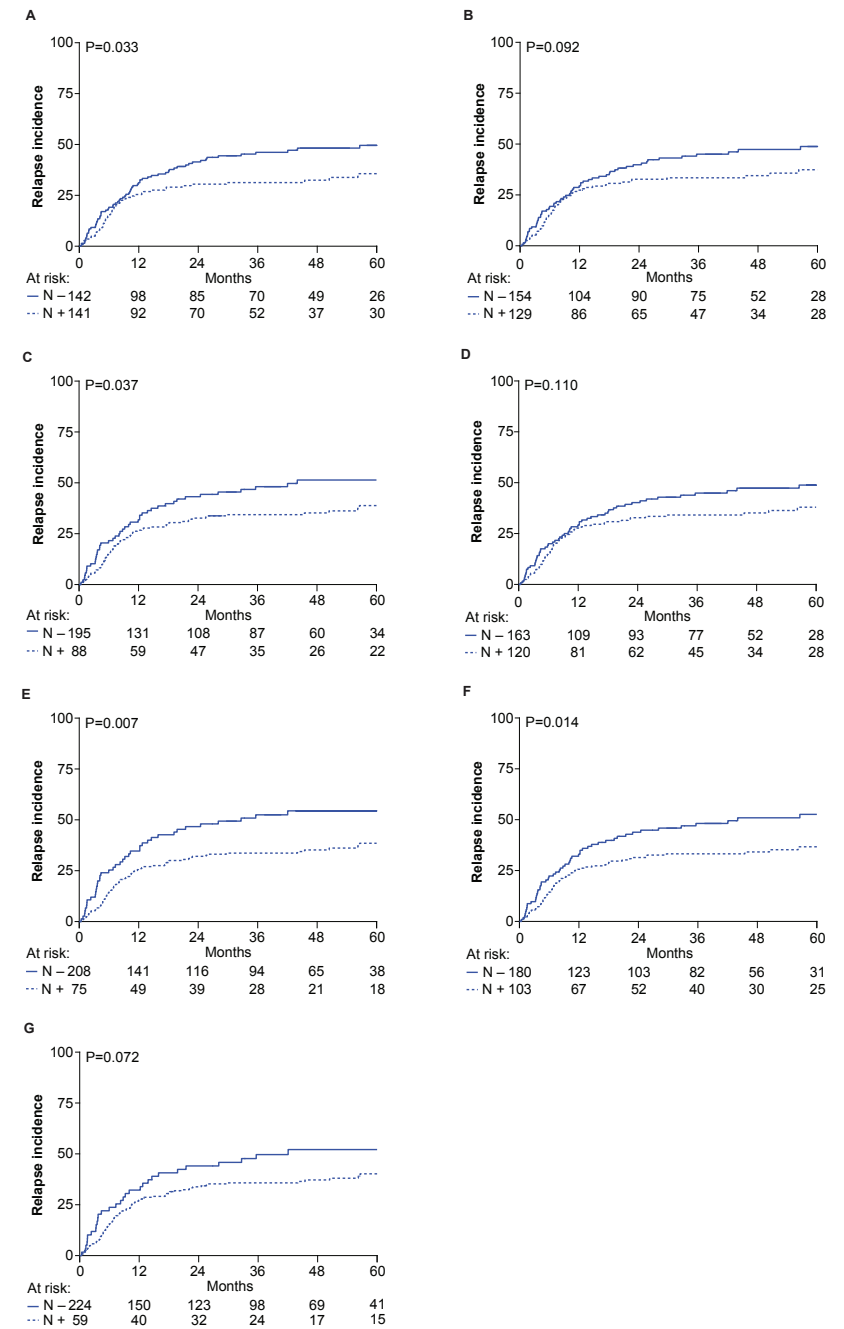 A
P=0.033
100
75
50
25
0
Relapse incidence
0 12 24 36 48 60
Months
At risk:
N – 142 98 85 70 49 26
N + 141 92 70 52 37 30
B
P=0.092
100
75
50
25
0
Relapse incidence
0 12 24 36 48 60
Months
At risk:
N – 154 104 90 75 52 28
N + 129 86 65 47 34 28
C
P=0.037
100
75
50
25
0
Relapse incidence
0 12 24 36 48 60
Months
At risk:
N – 195 131 108 87 60 34
N + 88 59 47 35 26 22
D
P=0.110
100
75
50
25
0
Relapse incidence
0 12 24 36 48 60
Months
At risk:
N – 163 109 93 77 52 28
N + 120 81 62 45 34 28
E
P=0.007
100
75
50
25
0
Relapse incidence
0 12 24 36 48 60
Months
At risk:
N – 208 141 116 94 65 38
N + 75 49 39 28 21 18
F
P=0.014
100
75
50
25
0
Relapse incidence
0 12 24 36 48 60
Months
At risk:
N – 180 123 103 82 56 31
N + 103 67 52 40 30 25
G
P=0.072
100
75
50
25
0
Relapse incidence
0 12 24 36 48 60
Months
At risk:
N – 224 150 123 98 69 41
N + 59 40 32 24 17 15